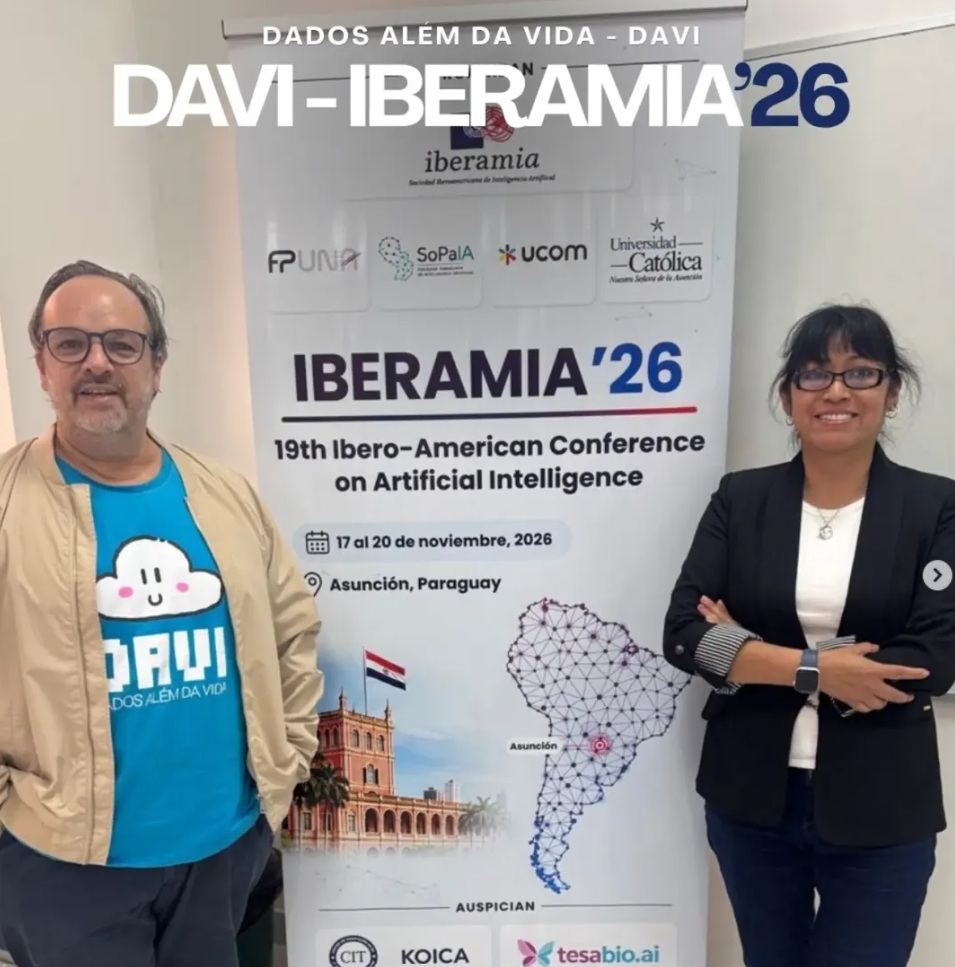 DADOS ALÉM DA VIDA - DAVI
DAVI - IBERAMIA '26
iberamia
Sociedad Iberoamericana de Inteligencia Artificial
FPUNA
SoPaIA
UCOM
Universidad
Católica
Nuestra Señora de la Asunción
IBERAMIA '26
19th Ibero-American Conference
on Artificial Intelligence
17 al 20 de noviembre, 2026
Asunción, Paraguay
DAVI
DADOS ALÉM DA VIDA
Asunción
AUSPICIAN
CIT
KOICA
tesabio.ai